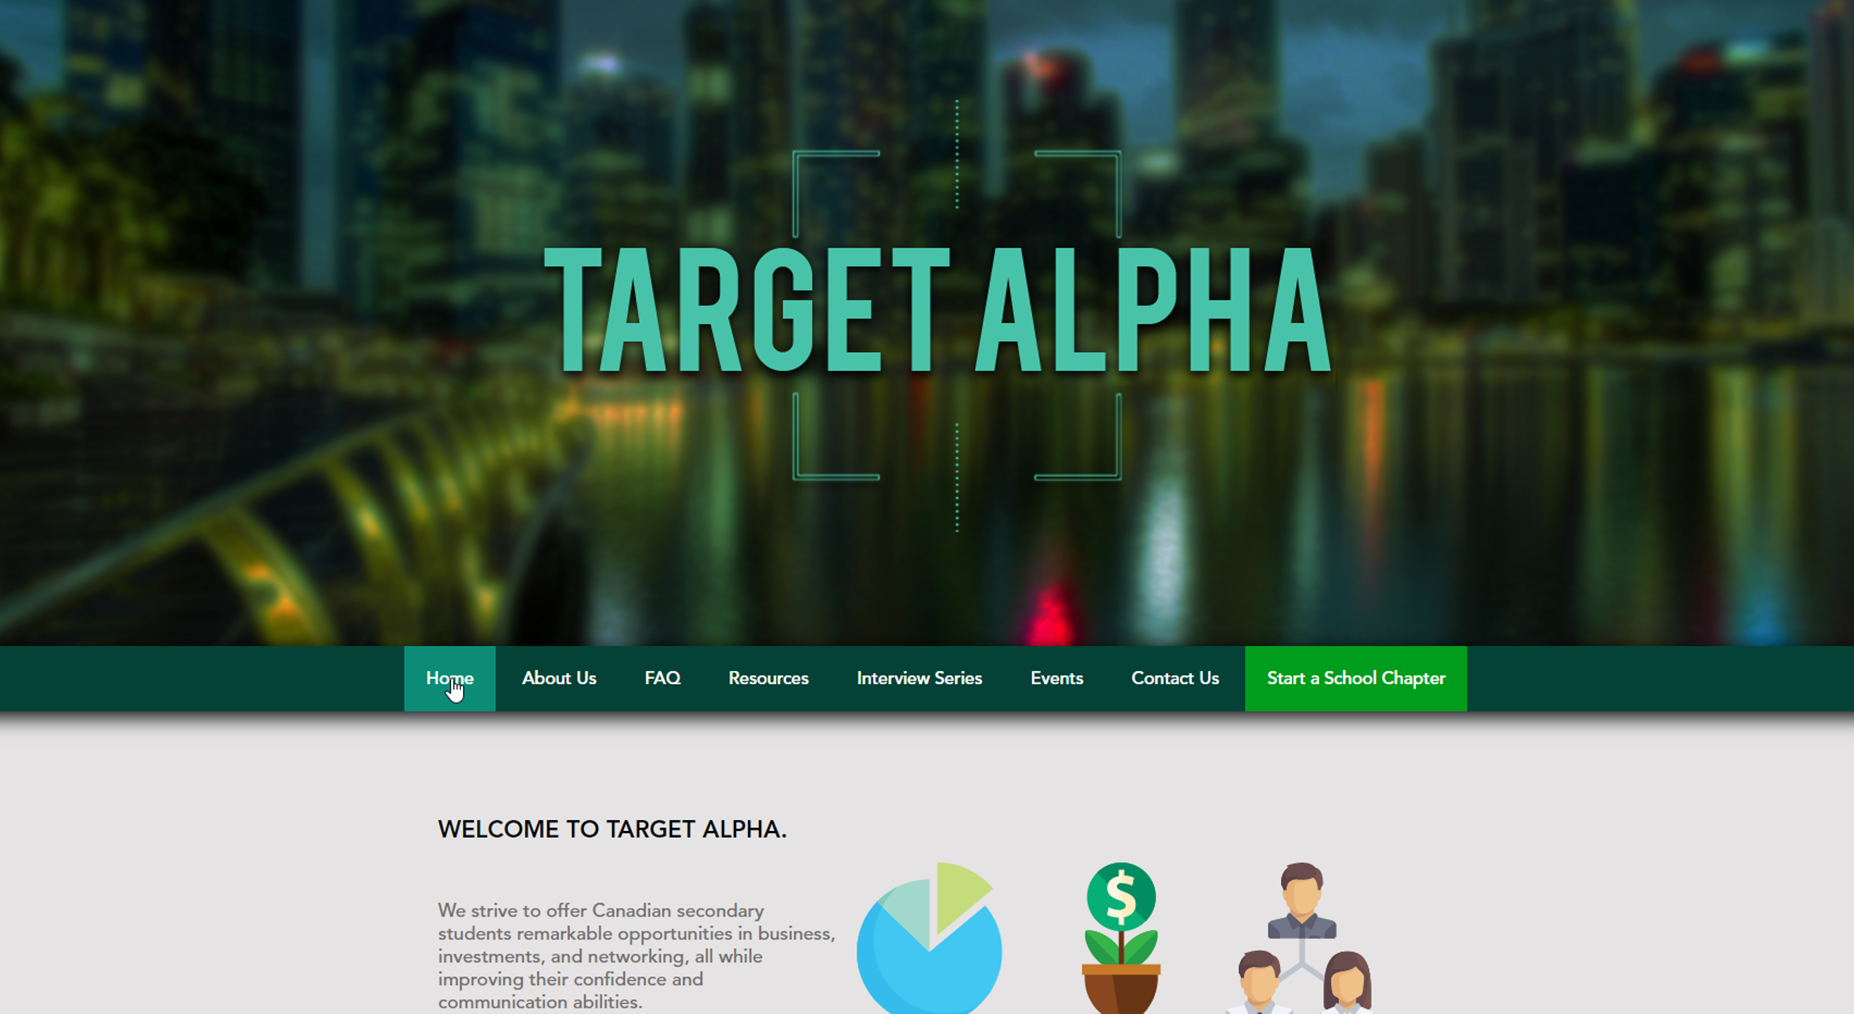 TARGET ALPHA
Home About Us FAQ Resources Interview Series Events Contact Us Start a School Chapter
WELCOME TO TARGET ALPHA.
We strive to offer Canadian secondary
students remarkable opportunities in business,
investments, and networking, all while
improving their confidence and
communication abilities.
$